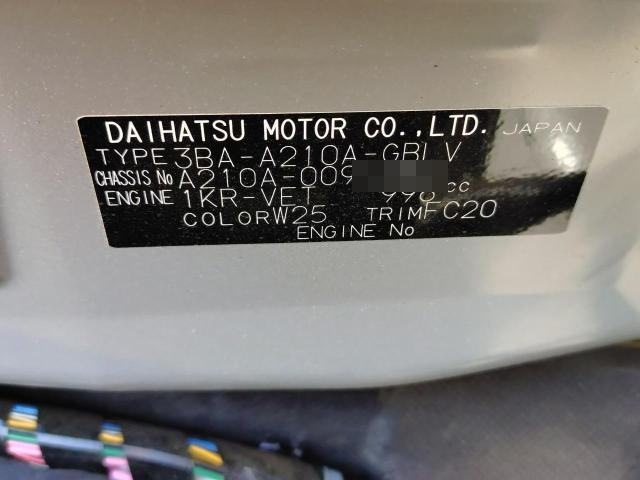 DAIHATSU MOTOR CO.,LTD. JAPAN
TYPE 3BA-A210A-GBLV
CHASSIS No A210A-009
ENGINE 1KR-VET 996 cc
COLOR W25 TRIM FC20
ENGINE No